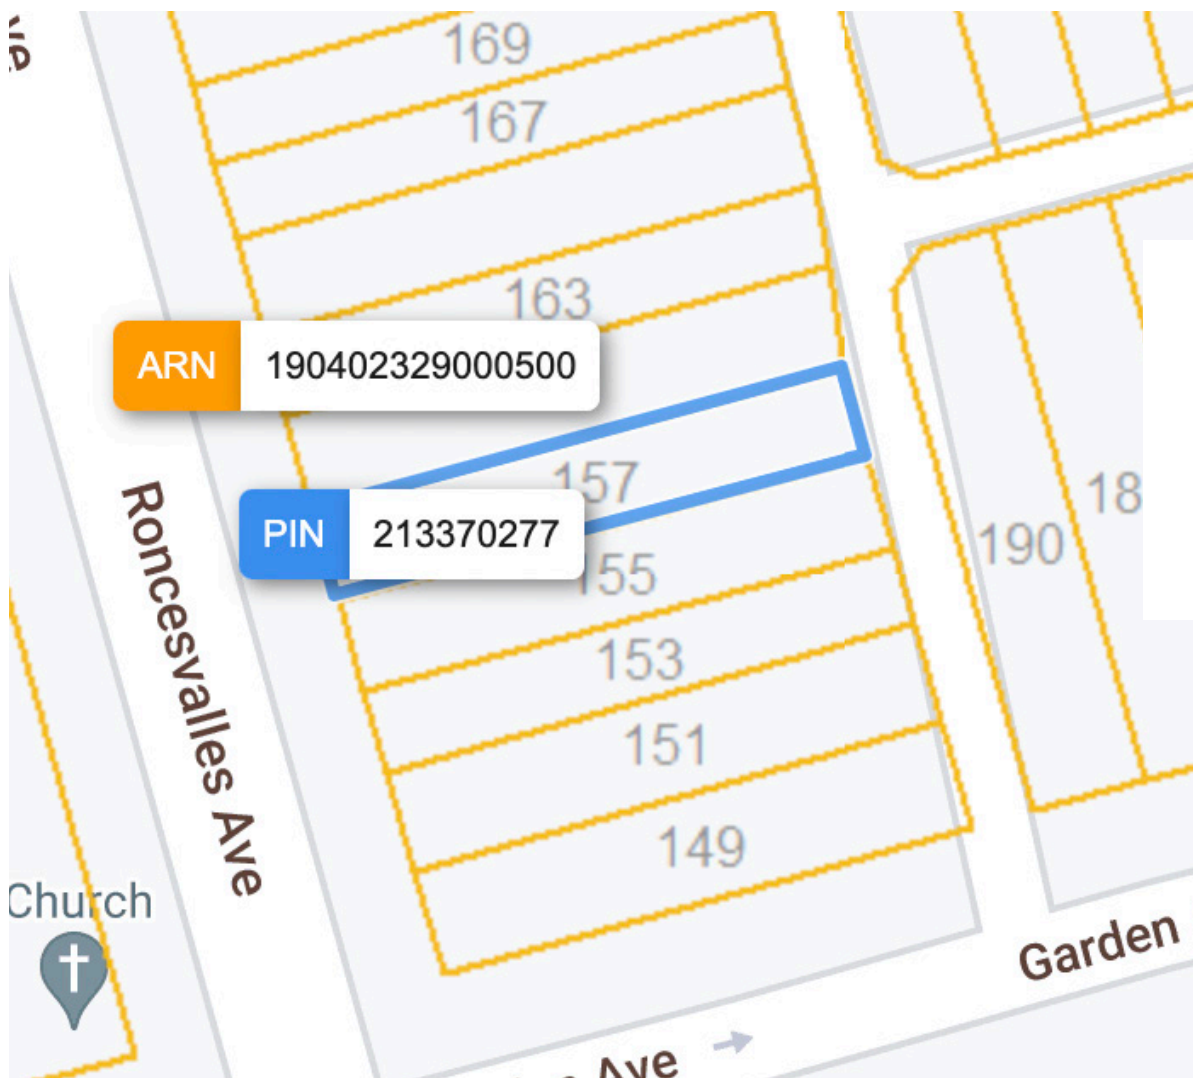 ve
169
167
163
ARN 190402329000500
157
PIN 213370277
155
153
151
149
190
18
Roncesvalles Ave
Church
Garden
Ave